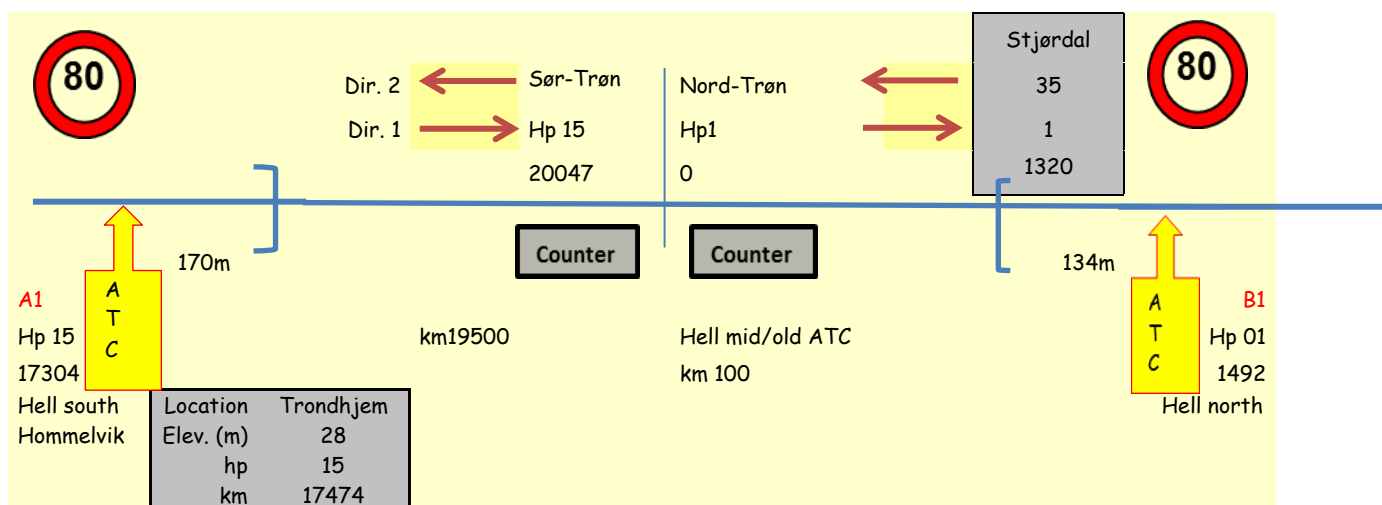 80
Dir. 2
Sør-Trøn
Nord-Trøn
Stjørdal
35
80
Dir. 1
Hp 15
Hp1
1
20047
0
1320
Counter
Counter
170m
134m
A1
Hp 15
17304
Hell south
Hommelvik
A
T
C
km19500
Hell mid/old ATC
km 100
A
T
C
B1
Hp 01
1492
Hell north
Location Trondhjem
Elev. (m) 28
hp 15
km 17474